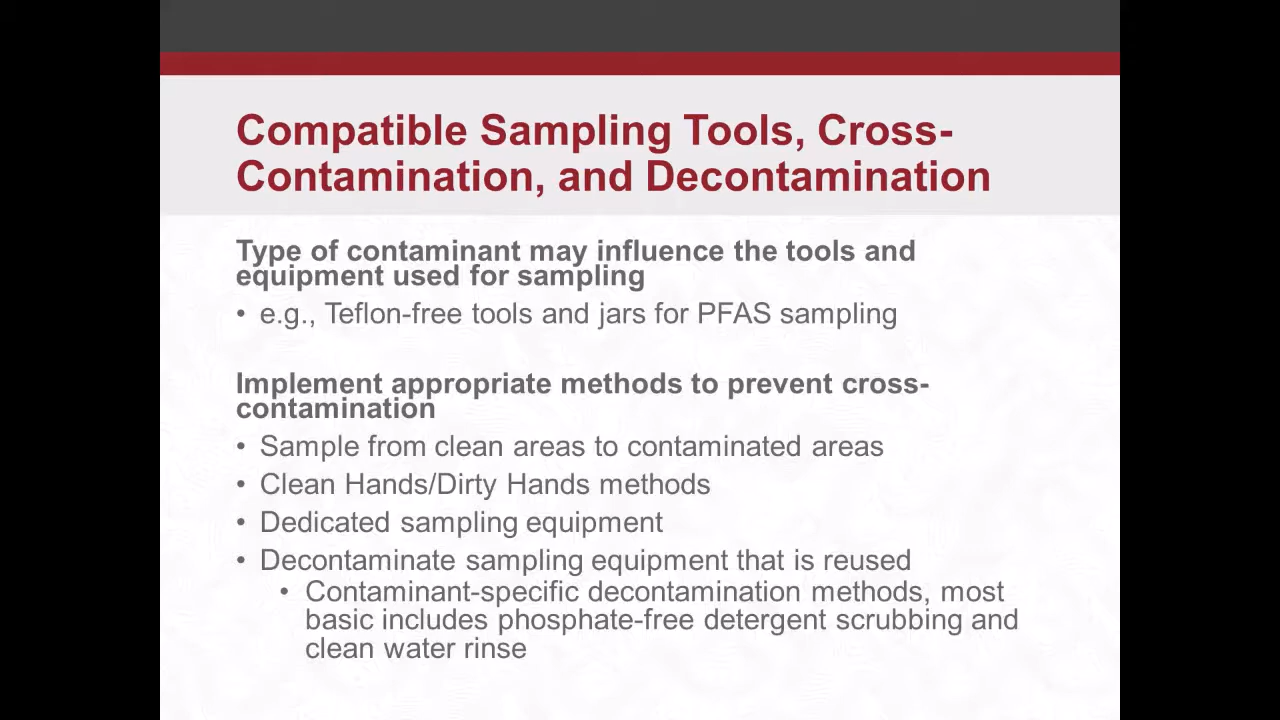 Compatible Sampling Tools, Cross-
Contamination, and Decontamination
Type of contaminant may influence the tools and
equipment used for sampling
• e.g., Teflon-free tools and jars for PFAS sampling
Implement appropriate methods to prevent cross-
contamination
• Sample from clean areas to contaminated areas
• Clean Hands/Dirty Hands methods
• Dedicated sampling equipment
• Decontaminate sampling equipment that is reused
• Contaminant-specific decontamination methods, most
basic includes phosphate-free detergent scrubbing and
clean water rinse